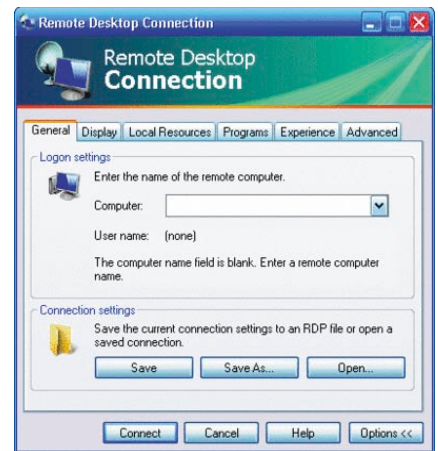 Remote Desktop Connection
Remote Desktop
Connection
General Display Local Resources Programs Experience Advanced
Logon settings
Enter the name of the remote computer.
Computer:
User name: (none)
The computer name field is blank. Enter a remote computer
name.
Connection settings
Save the current connection settings to an RDP file or open a
saved connection.
Save Save As... Open...
Connect Cancel Help Options <<